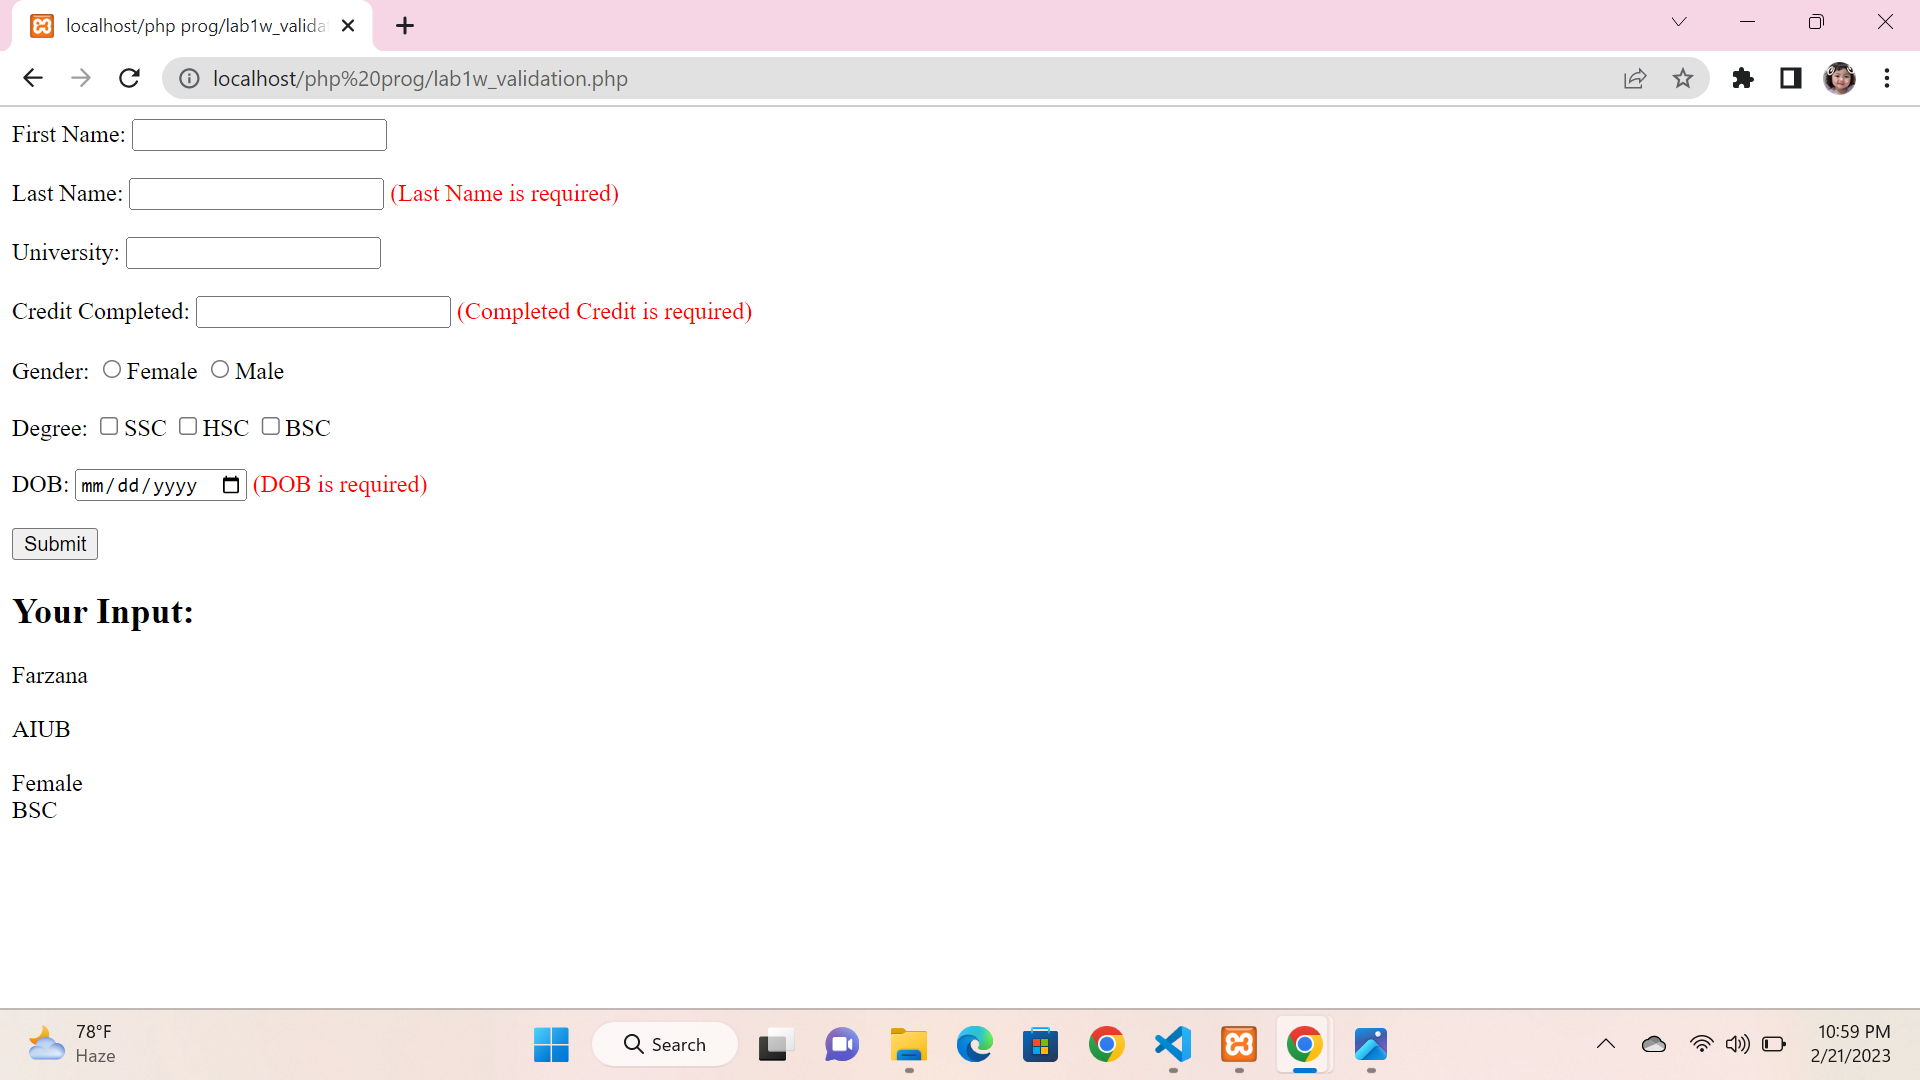 localhost/php prog/lab1w_valida
localhost/php%20prog/lab1w_validation.php
First Name:
Last Name: (Last Name is required)
University:
Credit Completed: (Completed Credit is required)
Gender: Female Male
Degree: SSC HSC BSC
DOB: mm/dd/yyyy (DOB is required)
Submit
Your Input:
Farzana
AIUB
Female
BSC
78°F
Haze
Search
10:59 PM
2/21/2023